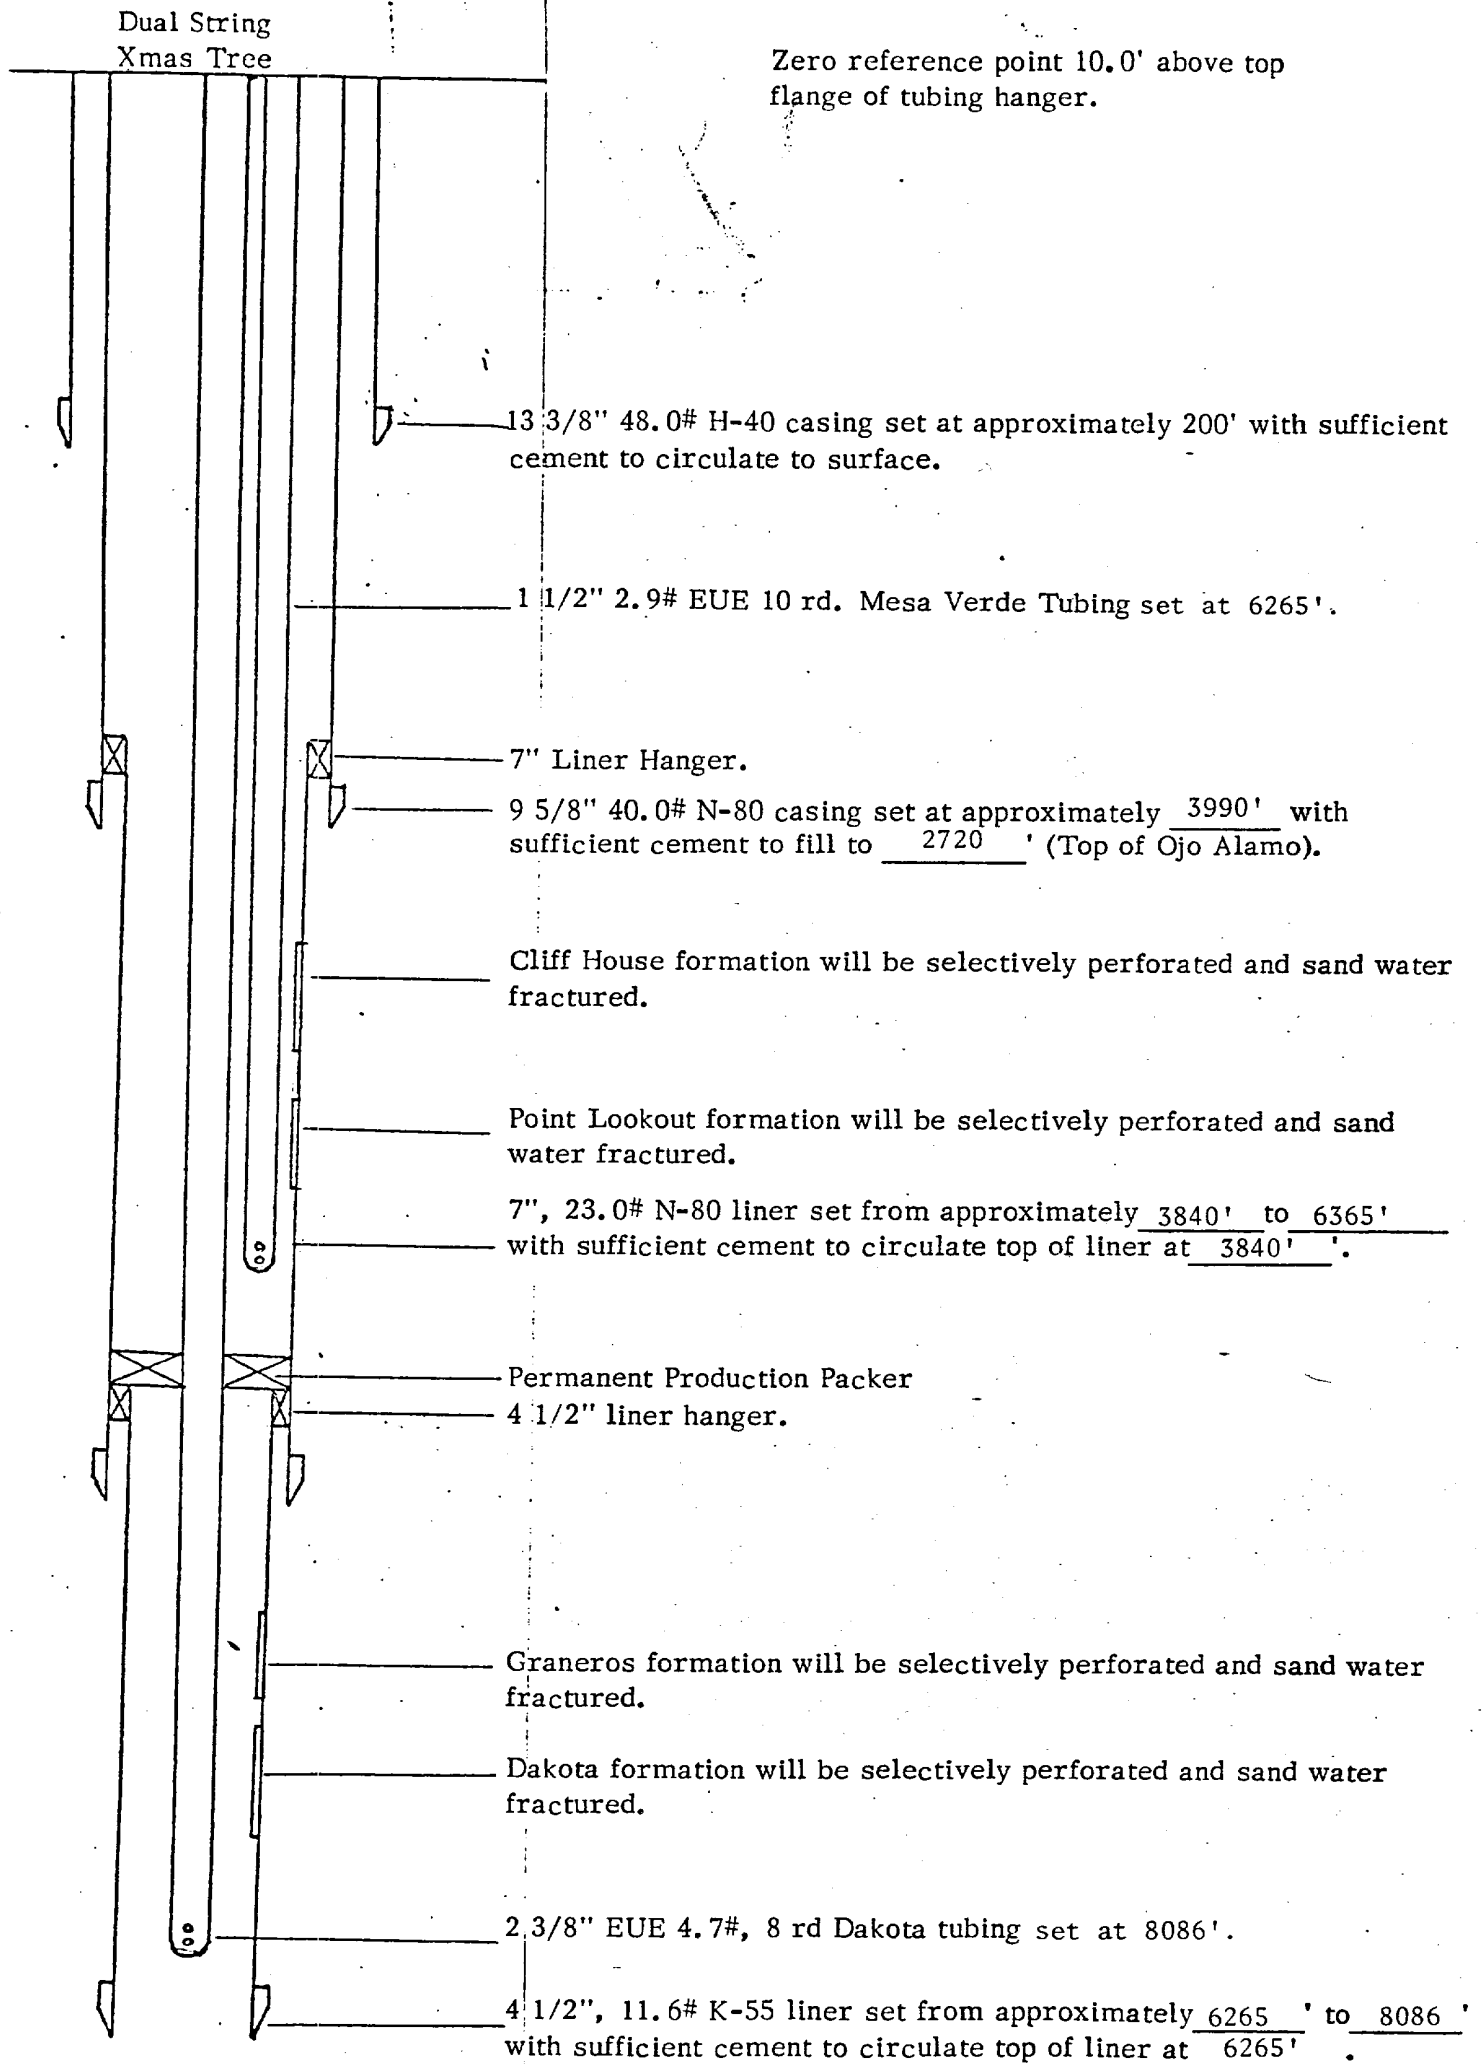 Dual String
Xmas Tree
Zero reference point 10.0' above top
flange of tubing hanger.
13 3/8" 48.0# H-40 casing set at approximately 200' with sufficient
cement to circulate to surface.
1 1/2" 2.9# EUE 10 rd. Mesa Verde Tubing set at 6265'.
7" Liner Hanger.
9 5/8" 40.0# N-80 casing set at approximately 3990' with
sufficient cement to fill to 2720 ' (Top of Ojo Alamo).
Cliff House formation will be selectively perforated and sand water
fractured.
Point Lookout formation will be selectively perforated and sand
water fractured.
7", 23.0# N-80 liner set from approximately 3840' to 6365'
with sufficient cement to circulate top of liner at 3840' '.
Permanent Production Packer
4 1/2" liner hanger.
Graneros formation will be selectively perforated and sand water
fractured.
Dakota formation will be selectively perforated and sand water
fractured.
2 3/8" EUE 4.7#, 8 rd Dakota tubing set at 8086'.
4 1/2", 11.6# K-55 liner set from approximately 6265 ' to 8086 '
with sufficient cement to circulate top of liner at 6265' .